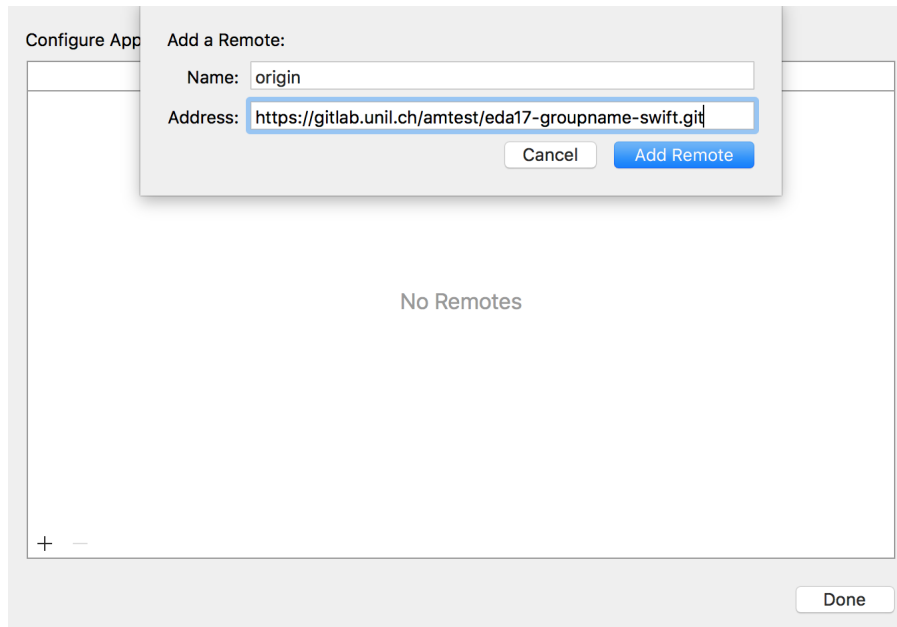 Configure App
Add a Remote:
Name: origin
Address: https://gitlab.unil.ch/amtest/eda17-groupname-swift.git
Cancel Add Remote
No Remotes
Done